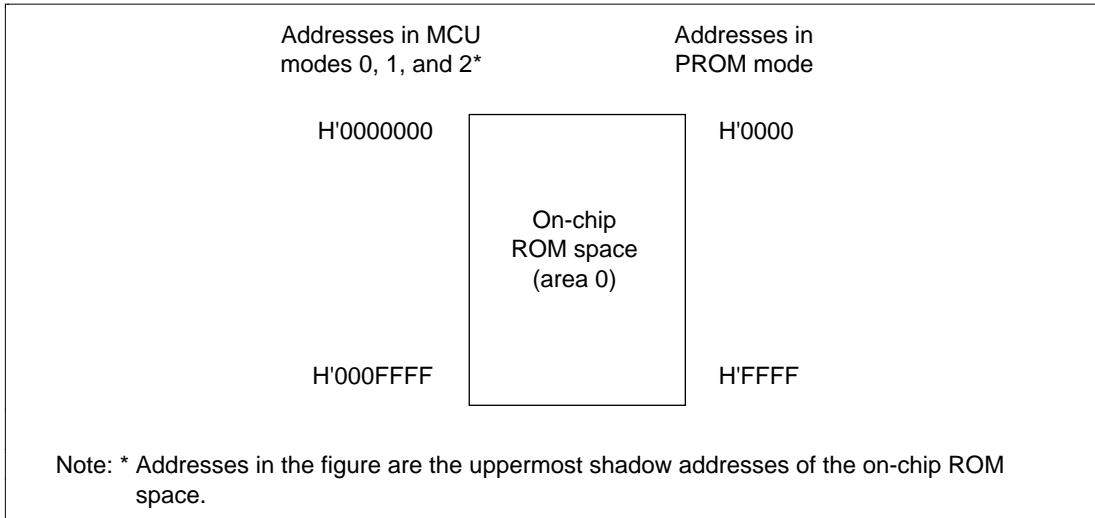 Addresses in MCU
modes 0, 1, and 2*
Addresses in
PROM mode
H'0000000
H'0000
On-chip
ROM space
(area 0)
H'000FFFF
H'FFFF
Note: * Addresses in the figure are the uppermost shadow addresses of the on-chip ROM
space.